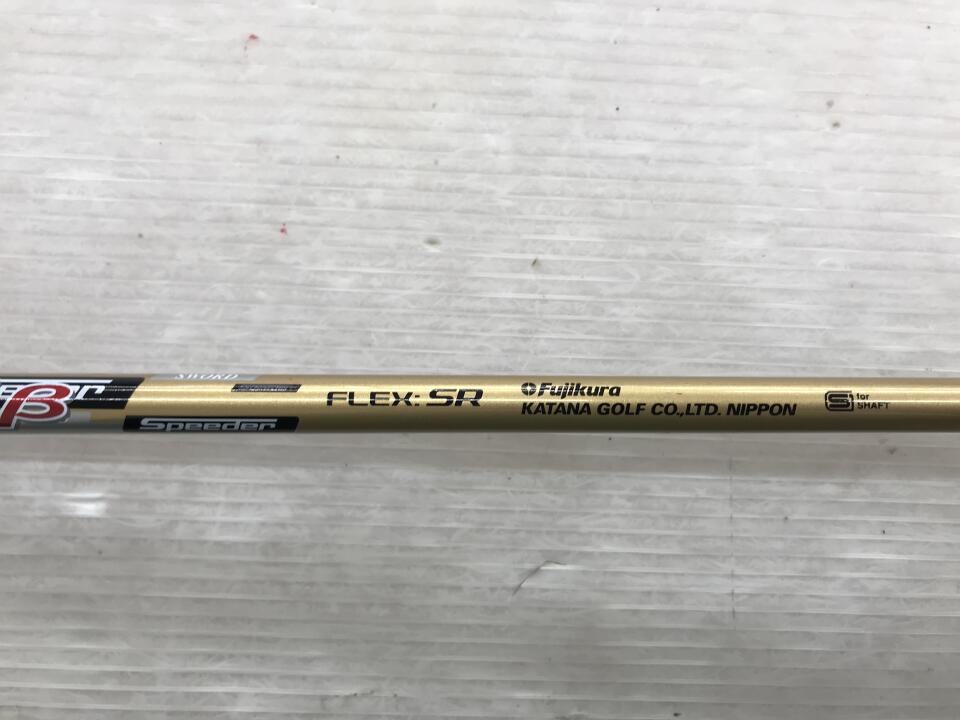 SWORD
β
Speeder
FLEX: SR
Fujikura
KATANA GOLF CO.,LTD. NIPPON
S for
SHAFT